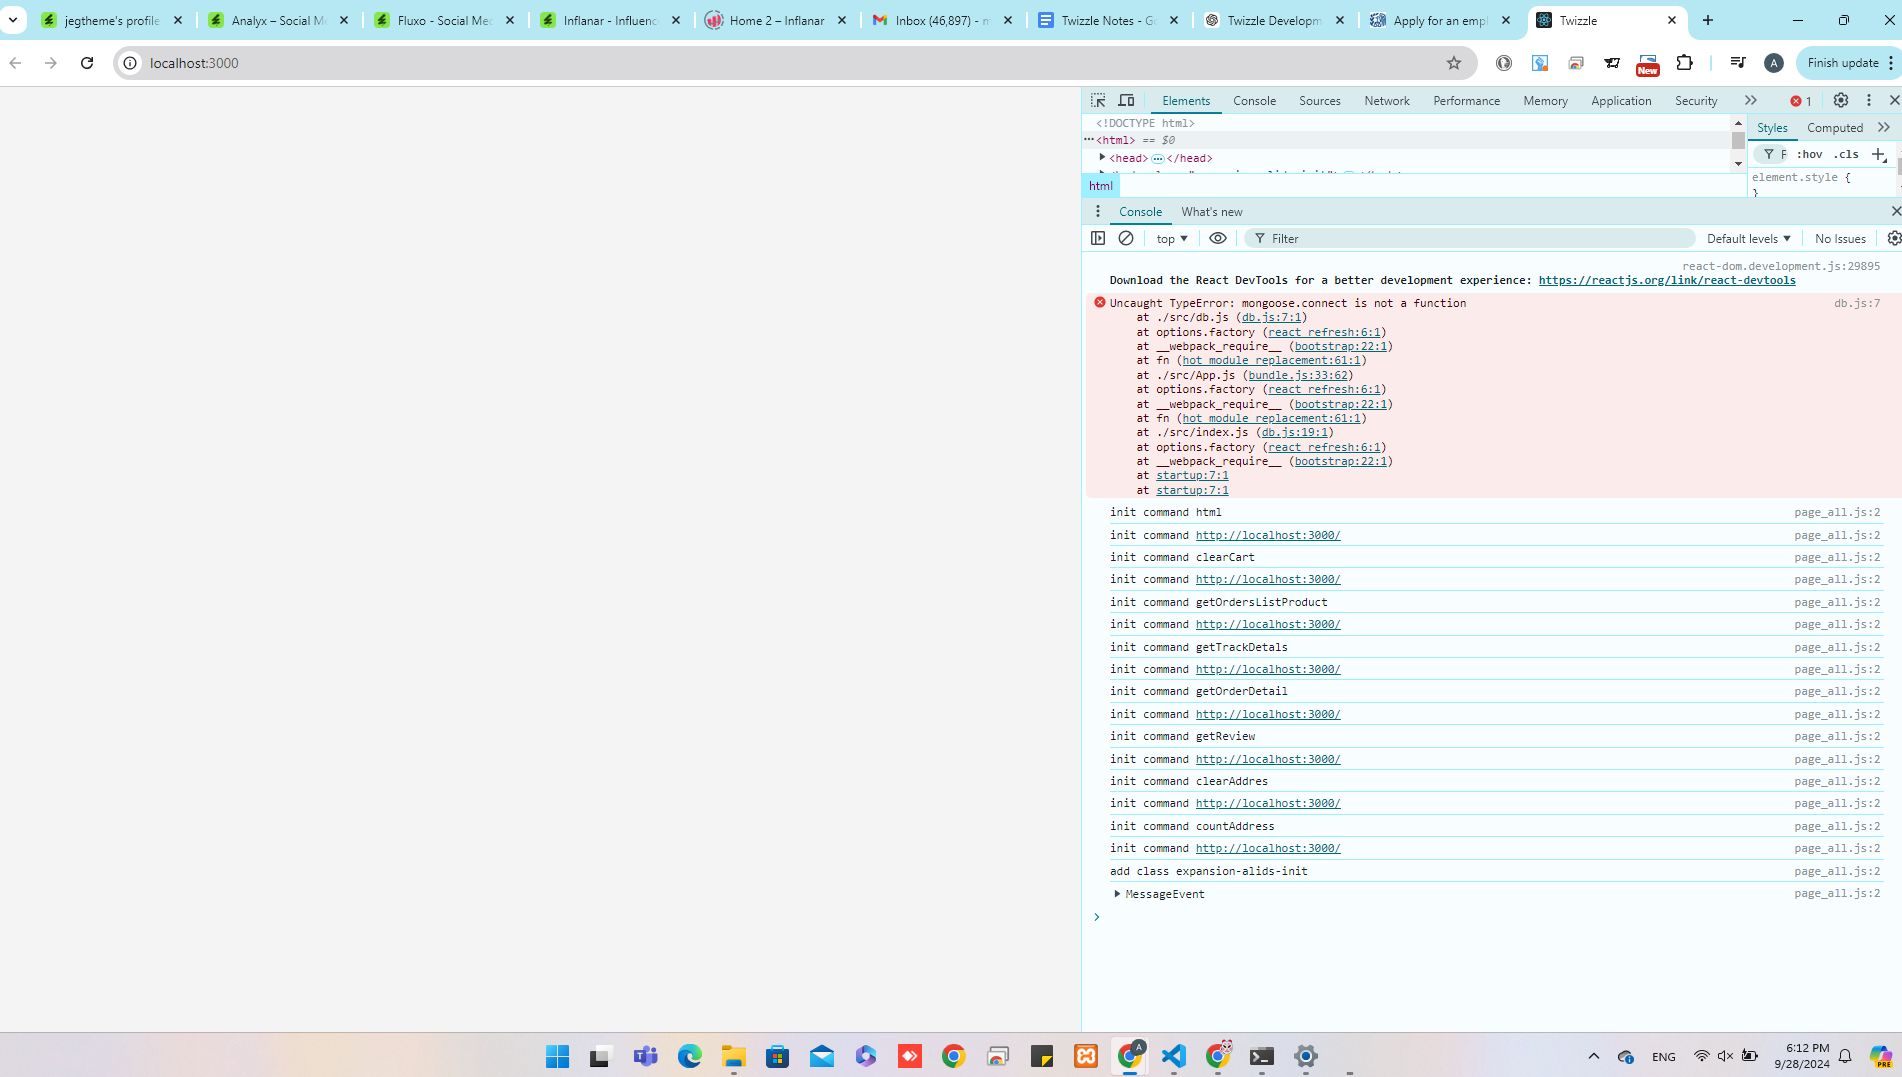 jegtheme's profile
Analyx – Social M
Fluxo - Social Med
Inflanar - Influenc
Home 2 – Inflanar
Inbox (46,897) - m
Twizzle Notes - Go
Twizzle Developm
Apply for an empl
Twizzle
localhost:3000
New
A
Finish update
Elements
Console
Sources
Network
Performance
Memory
Application
Security
1
<!DOCTYPE html>
<html> == $0
<head> </head>
html
Styles
Computed
F
:hov
.cls
element.style {
}
Console
What's new
top
Filter
Default levels
No Issues
react-dom.development.js:29895
Download the React DevTools for a better development experience: https://reactjs.org/link/react-devtools
Uncaught TypeError: mongoose.connect is not a function db.js:7
at ./src/db.js (db.js:7:1)
at options.factory (react refresh:6:1)
at __webpack_require__ (bootstrap:22:1)
at fn (hot module replacement:61:1)
at ./src/App.js (bundle.js:33:62)
at options.factory (react refresh:6:1)
at __webpack_require__ (bootstrap:22:1)
at fn (hot module replacement:61:1)
at ./src/index.js (db.js:19:1)
at options.factory (react refresh:6:1)
at __webpack_require__ (bootstrap:22:1)
at startup:7:1
at startup:7:1
init command html page_all.js:2
init command http://localhost:3000/ page_all.js:2
init command clearCart page_all.js:2
init command http://localhost:3000/ page_all.js:2
init command getOrdersListProduct page_all.js:2
init command http://localhost:3000/ page_all.js:2
init command getTrackDetals page_all.js:2
init command http://localhost:3000/ page_all.js:2
init command getOrderDetail page_all.js:2
init command http://localhost:3000/ page_all.js:2
init command getReview page_all.js:2
init command http://localhost:3000/ page_all.js:2
init command clearAddres page_all.js:2
init command http://localhost:3000/ page_all.js:2
init command countAddress page_all.js:2
init command http://localhost:3000/ page_all.js:2
add class expansion-alids-init page_all.js:2
MessageEvent page_all.js:2
A
ENG
6:12 PM
9/28/2024
PRE